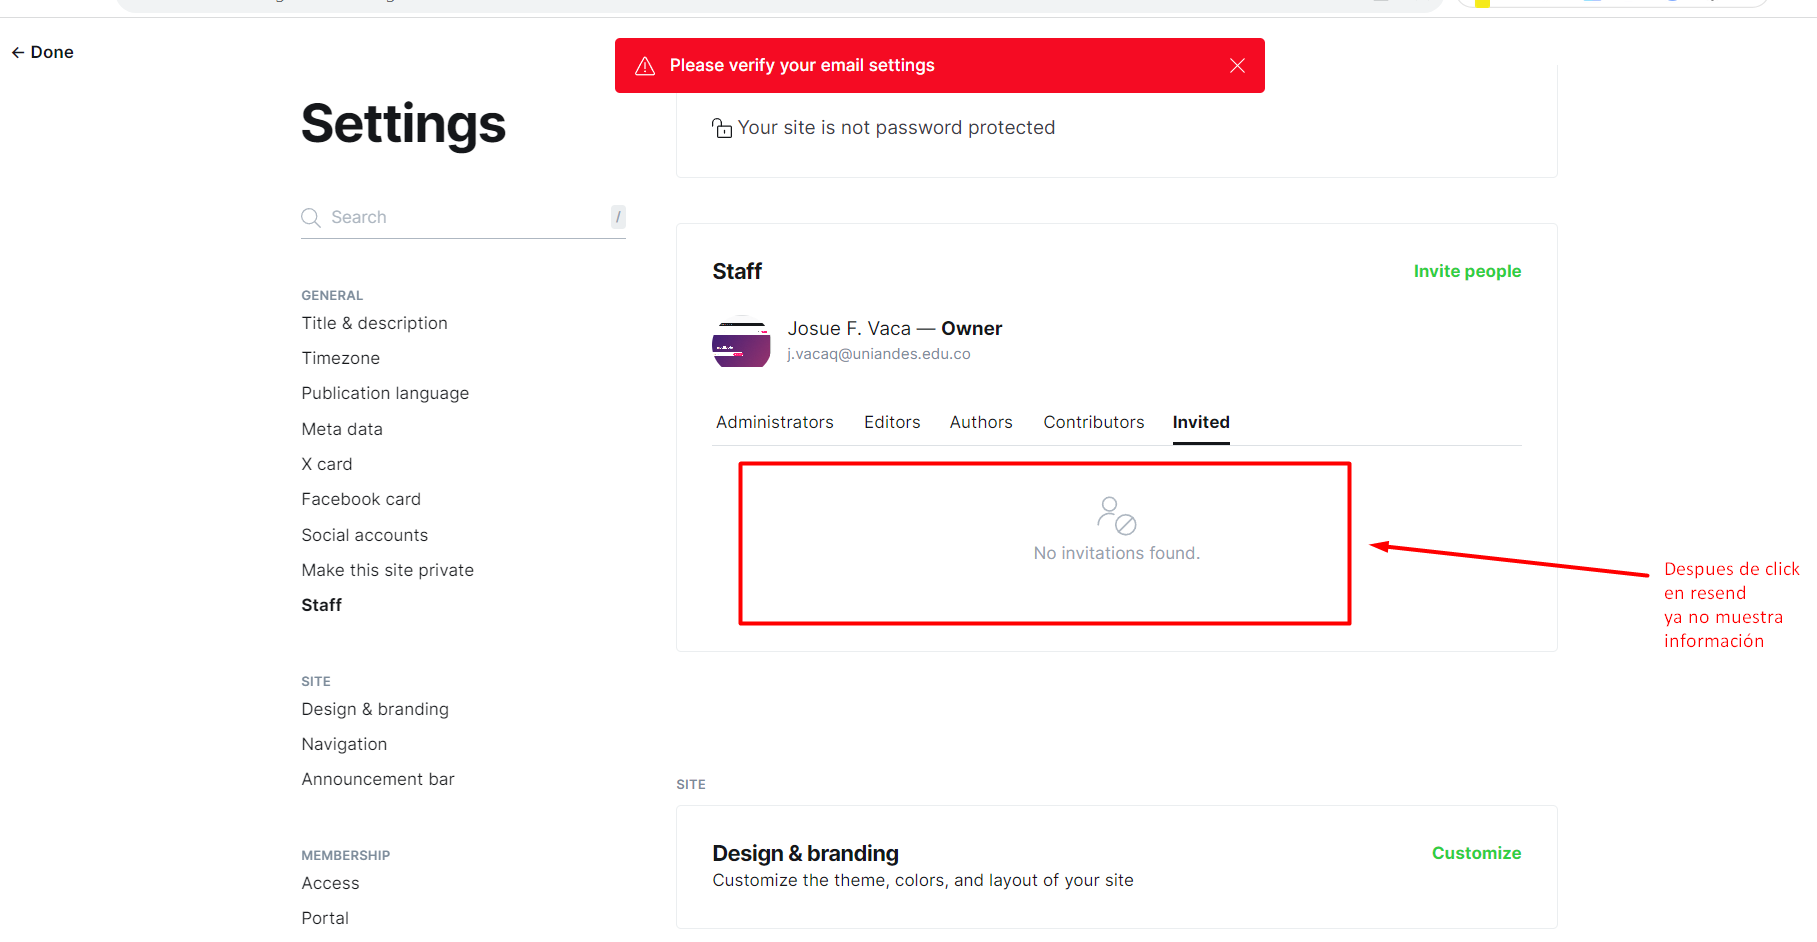 ← Done
Please verify your email settings
Settings
Your site is not password protected
Search /
Staff
Invite people
Josue F. Vaca — Owner
j.vacaq@uniandes.edu.co
Administrators Editors Authors Contributors Invited
No invitations found.
Despues de click
en resend
ya no muestra
información
GENERAL
Title & description
Timezone
Publication language
Meta data
X card
Facebook card
Social accounts
Make this site private
Staff
SITE
Design & branding
Navigation
Announcement bar
MEMBERSHIP
Access
Portal
SITE
Design & branding
Customize
Customize the theme, colors, and layout of your site